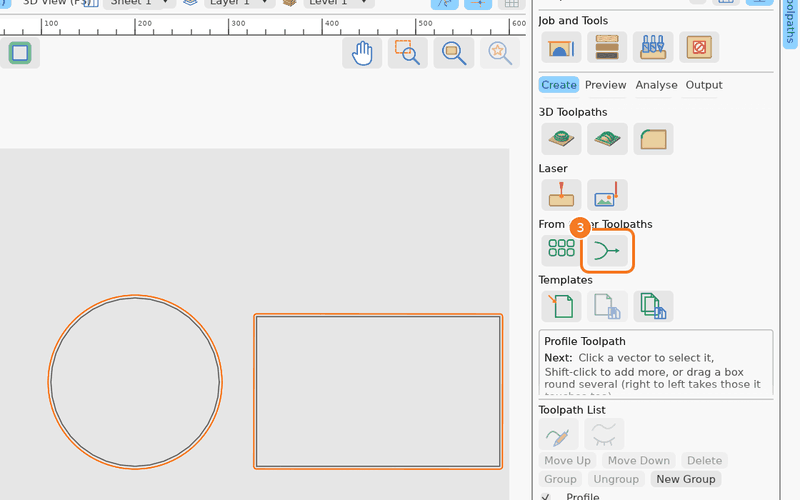 3D View (F3)
Sheet 1
Layer 1
Level 1
100
200
300
400
500
600
Toolpaths
Job and Tools
Create Preview Analyse Output
3D Toolpaths
Laser
From Toolpaths
3
Templates
Profile Toolpath
Next: Click a vector to select it,
Shift-click to add more, or drag a box
round several (right to left takes those it
Toolpath List
Move Up Move Down Delete
Group Ungroup New Group
Profile